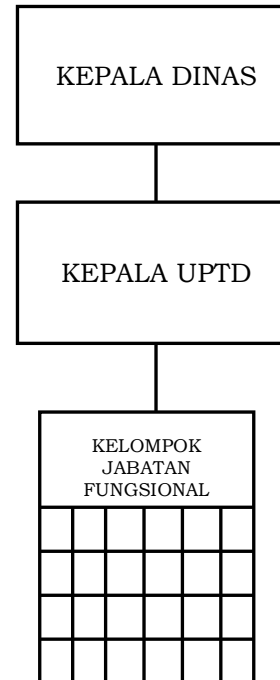 KEPALA DINAS
KEPALA UPTD
KELOMPOK
JABATAN
FUNGSIONAL